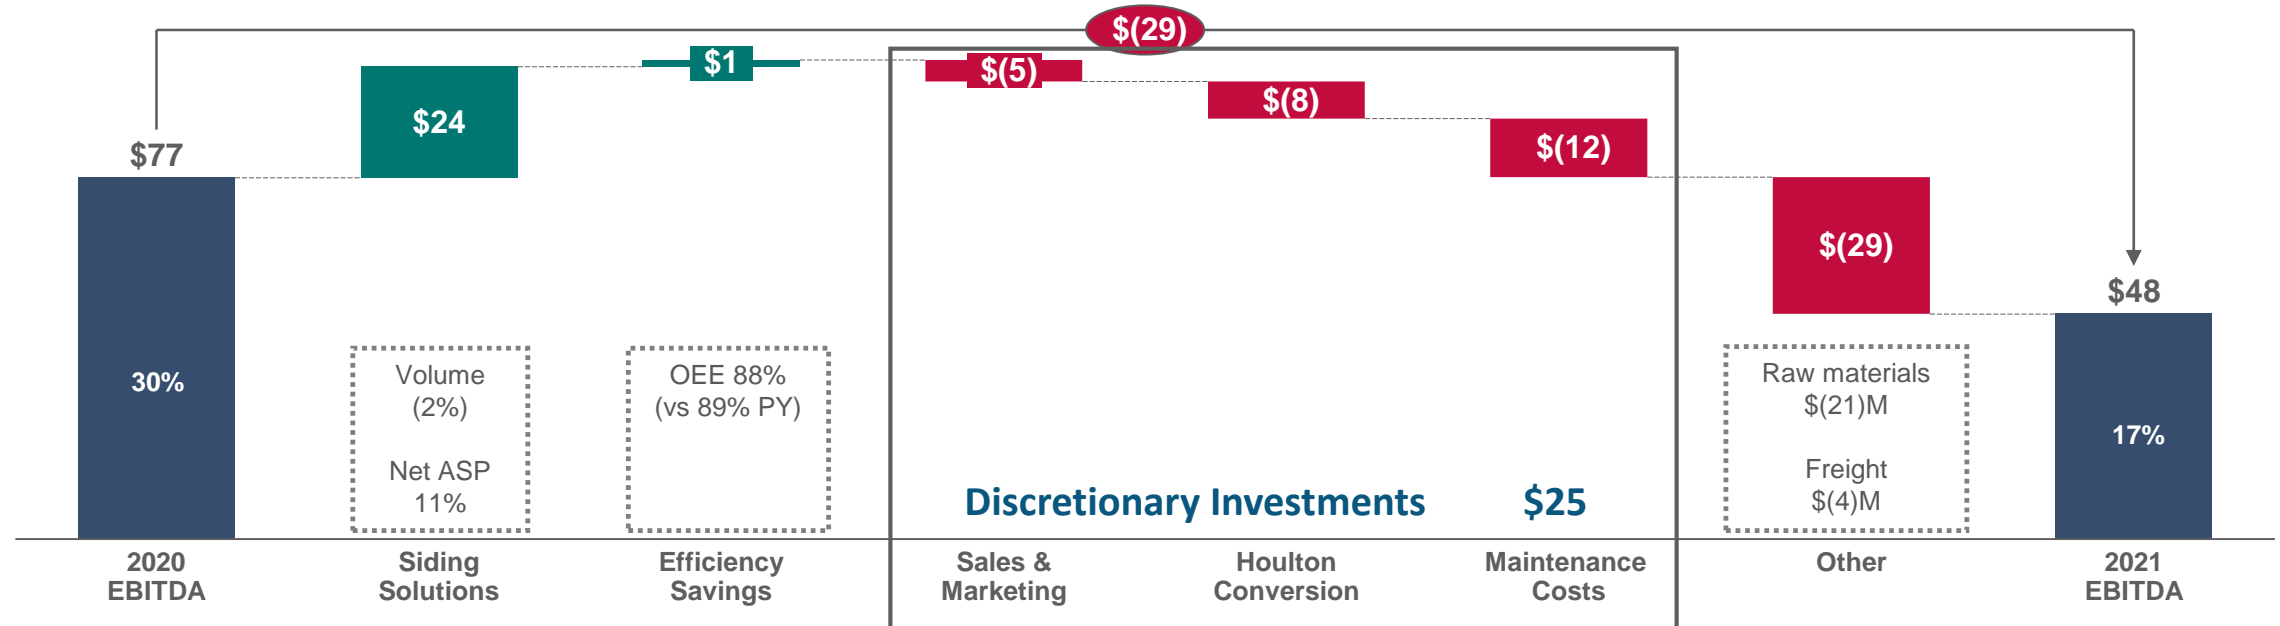 $(29)
$77
$24
$1
$(5)
$(8)
$(12)
$(29)
$48
30%
Volume
(2%)
Net ASP
11%
OEE 88%
(vs 89% PY)
Discretionary Investments $25
Raw materials
$(21)M
Freight
$(4)M
17%
2020
EBITDA
Siding
Solutions
Efficiency
Savings
Sales &
Marketing
Houlton
Conversion
Maintenance
Costs
Other
2021
EBITDA